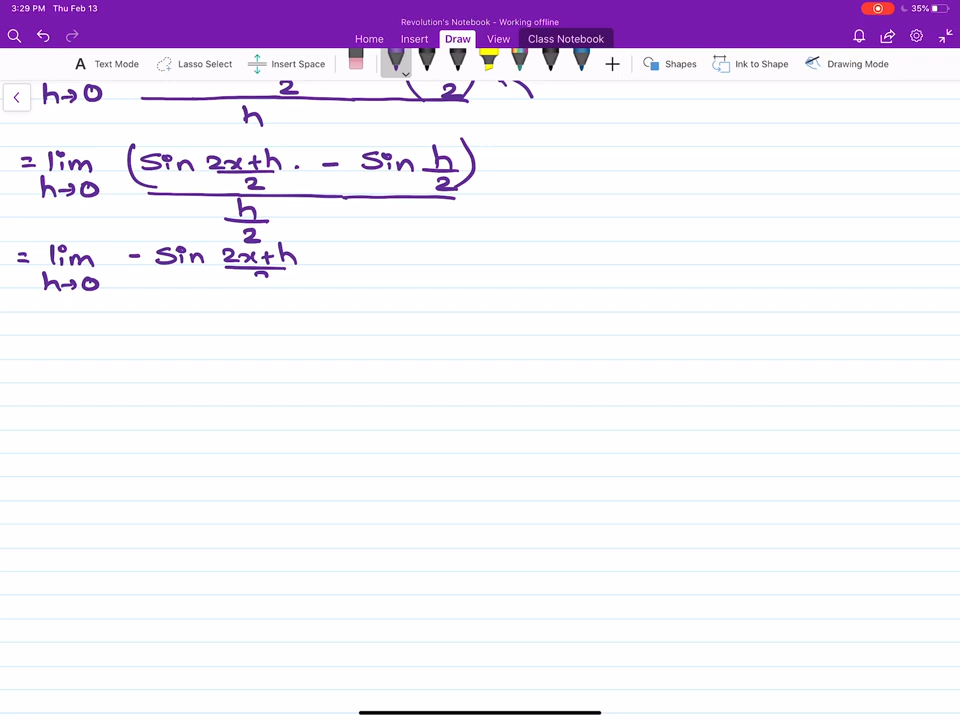 3:29 PM Thu Feb 13
35%
Revolution's Notebook - Working offline
Home Insert Draw View Class Notebook
A Text Mode Lasso Select Insert Space Shapes Ink to Shape Drawing Mode
h→0 2 (2)
h
= lim (sin 2x+h . - sin h)
h→0 2 2
h
2
= lim - sin 2x+h
h→0